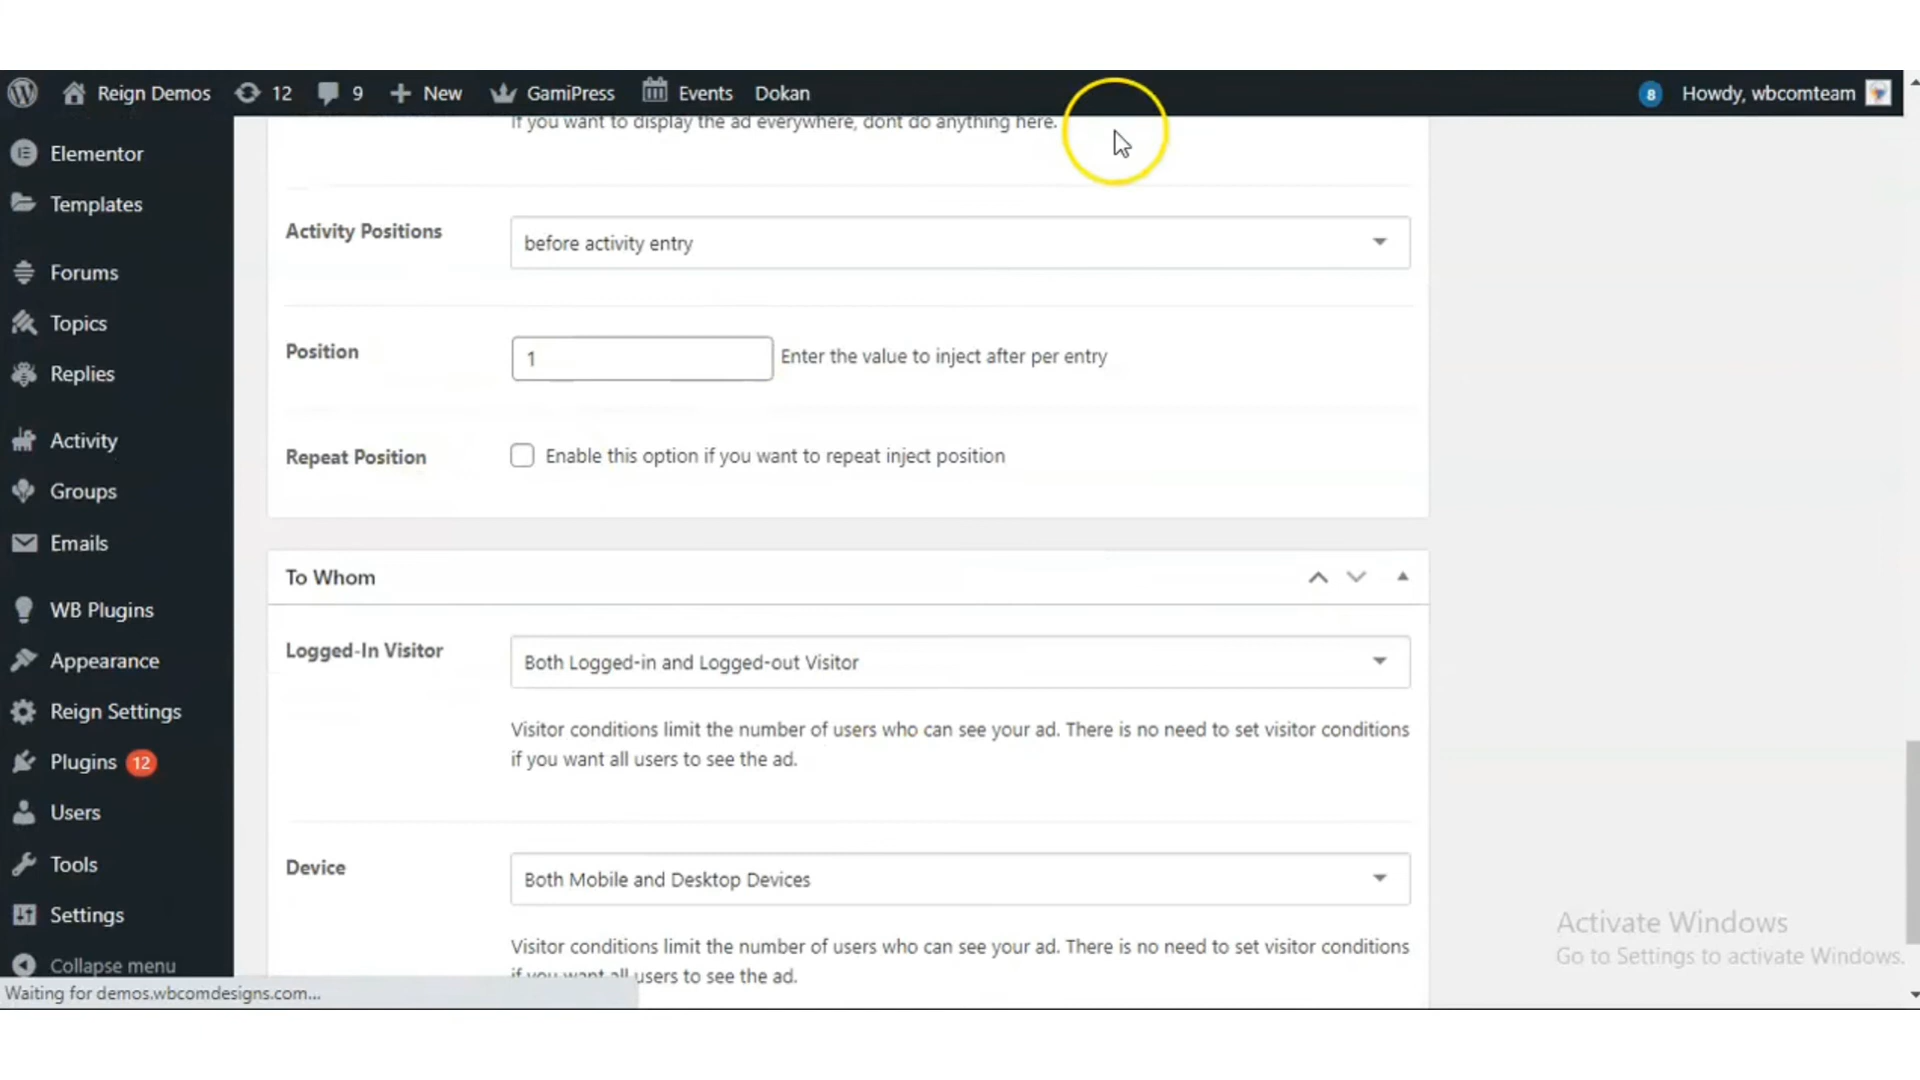 Reign Demos 12 9 New GamiPress Events Dokan 8 Howdy, wbcomteam
If you want to display the ad everywhere, dont do anything here.
Elementor
Templates
Forums
Topics
Replies
Activity
Groups
Emails
WB Plugins
Appearance
Reign Settings
Plugins 12
Users
Tools
Settings
Collapse menu
Activity Positions before activity entry
Position 1 Enter the value to inject after per entry
Repeat Position Enable this option if you want to repeat inject position
To Whom
Logged-In Visitor Both Logged-in and Logged-out Visitor
Visitor conditions limit the number of users who can see your ad. There is no need to set visitor conditions
if you want all users to see the ad.
Device Both Mobile and Desktop Devices
Visitor conditions limit the number of users who can see your ad. There is no need to set visitor conditions
if you want all users to see the ad.
Activate Windows
Go to Settings to activate Windows.
Waiting for demos.wbcomdesigns.com...